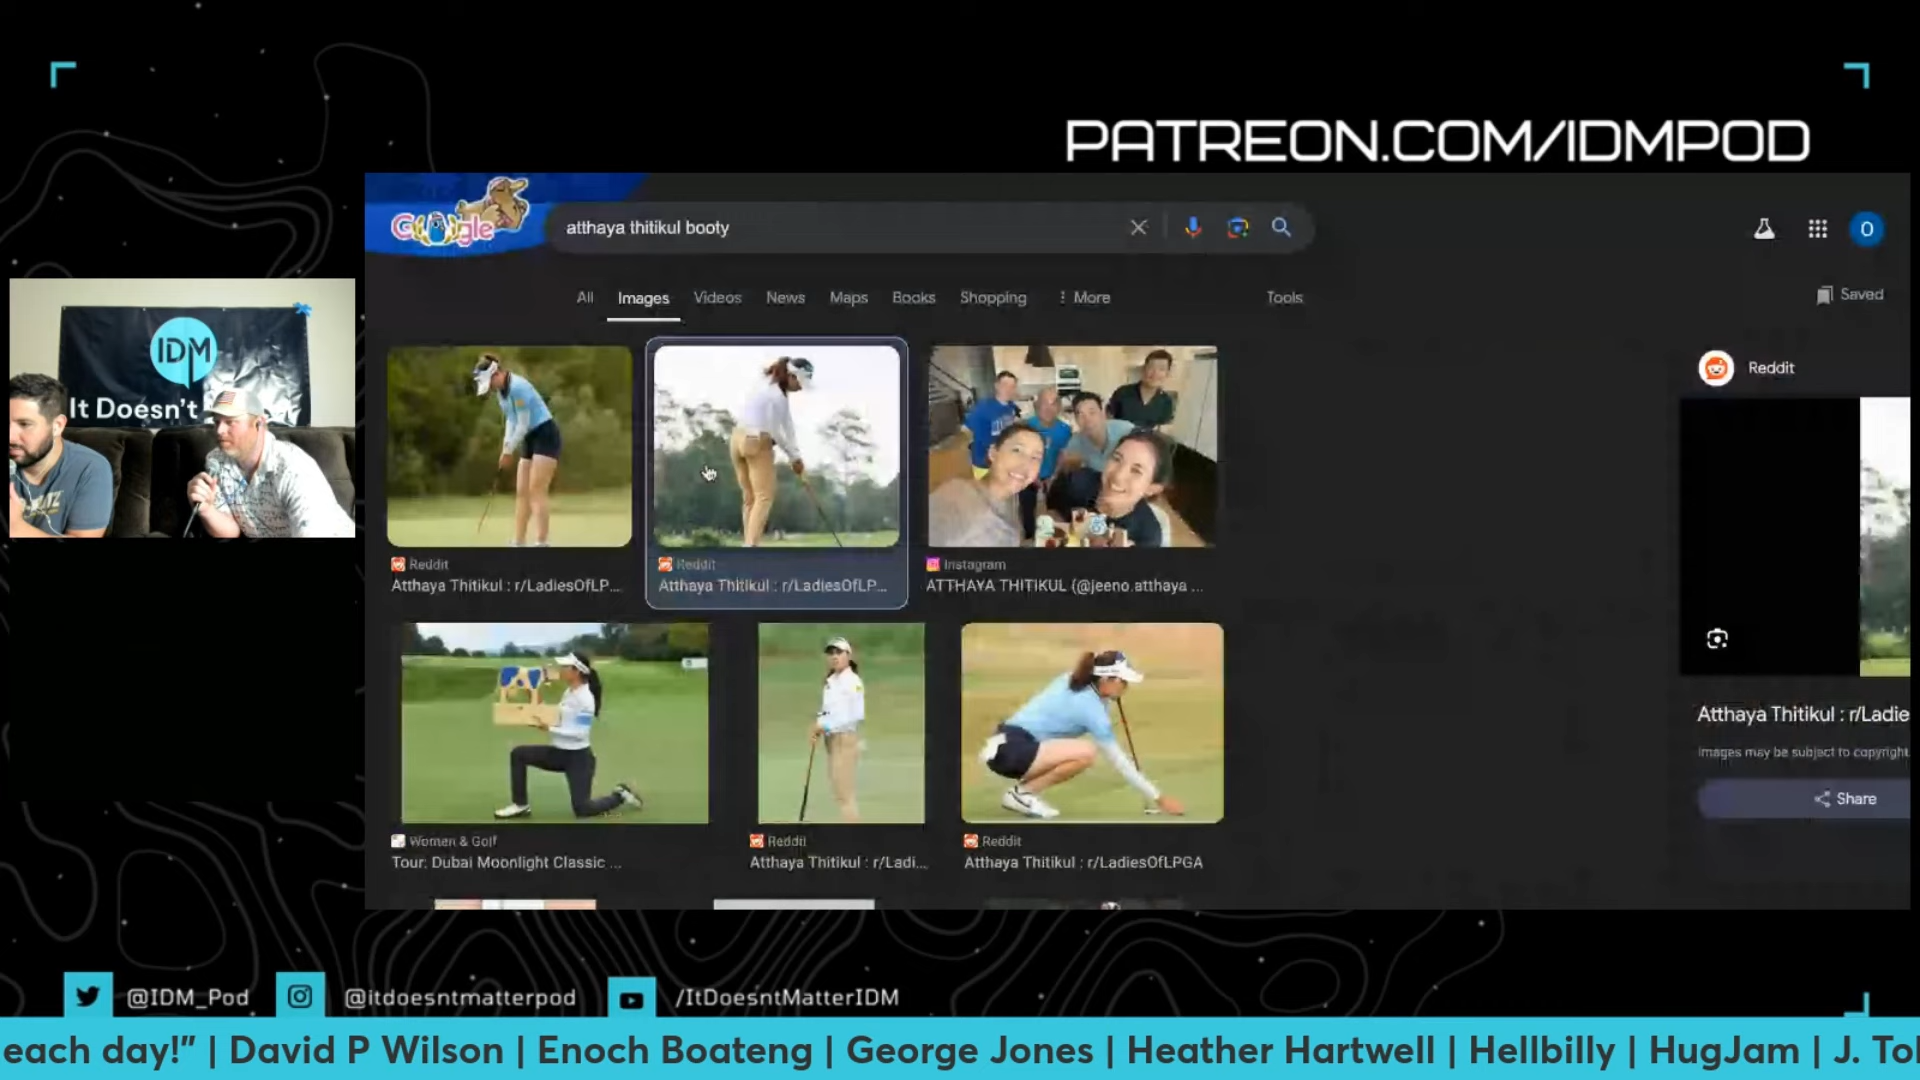 PATREON.COM/IDMPOD
Google
atthaya thitikul booty
O
All
Images
Videos
News
Maps
Books
Shopping
More
Tools
Saved
IDM
It Doesn't
Reddit
Atthaya Thitikul : r/LadiesOfLP...
Reddit
Atthaya Thitikul : r/LadiesOfLP...
Instagram
ATTHAYA THITIKUL (@jeeno.atthaya ...
Reddit
Atthaya Thitikul : r/Ladie
Images may be subject to copyright
Share
Women & Golf
Tour: Dubai Moonlight Classic ...
Reddit
Atthaya Thitikul : r/Ladi...
Reddit
Atthaya Thitikul : r/LadiesOfLPGA
@IDM_Pod
@itdoesntmatterpod
/ItDoesntMatterIDM
each day!" | David P Wilson | Enoch Boateng | George Jones | Heather Hartwell | Hellbilly | HugJam | J. Tol